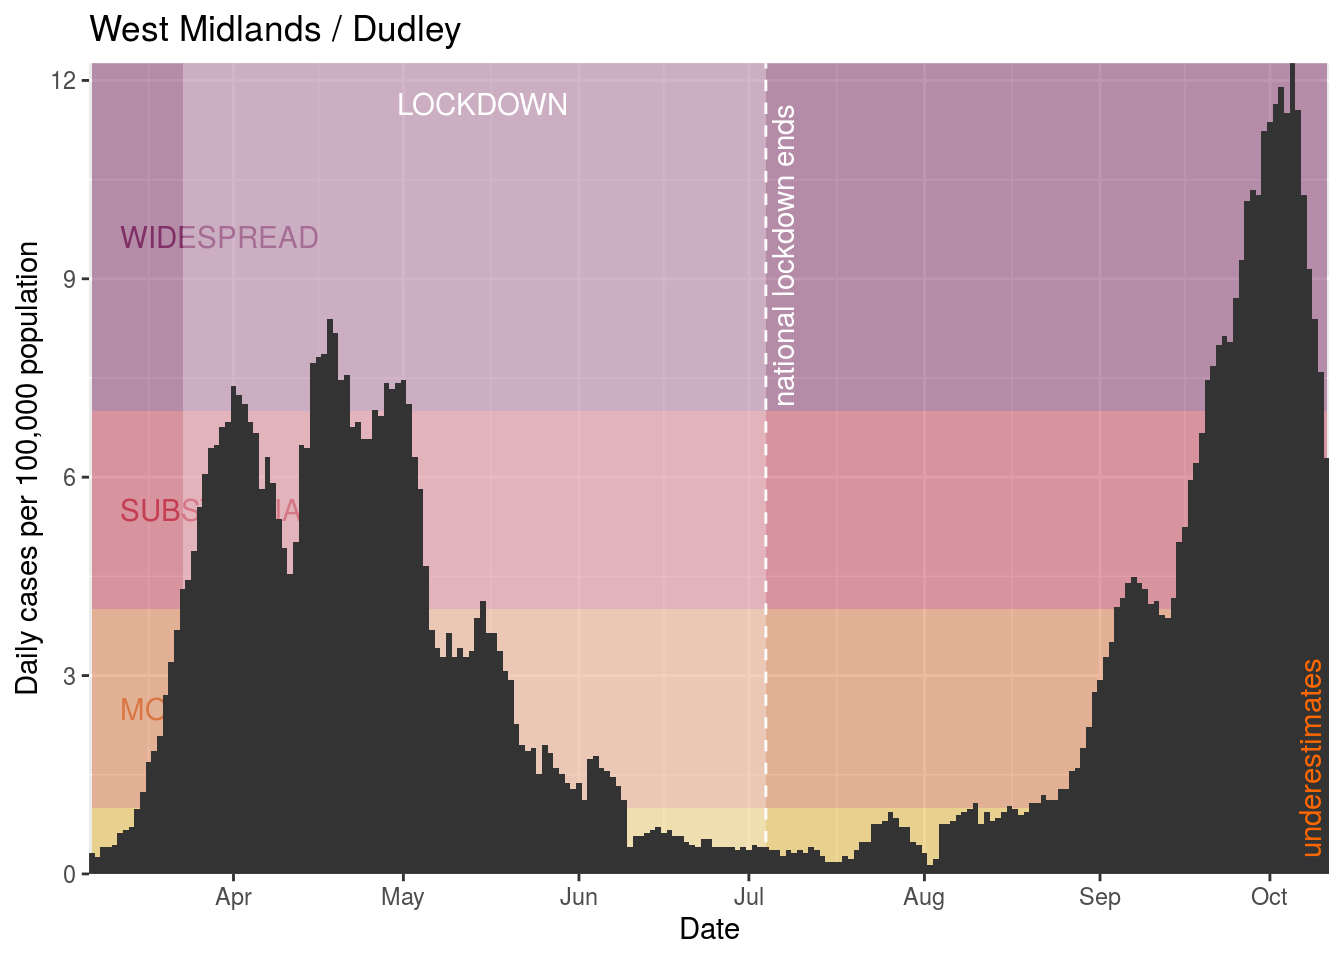 West Midlands / Dudley
Daily cases per 100,000 population
12
9
6
3
0
LOCKDOWN
WIDESPREAD
national lockdown ends
underestimates
Apr
May
Jun
Jul
Aug
Sep
Oct
Date